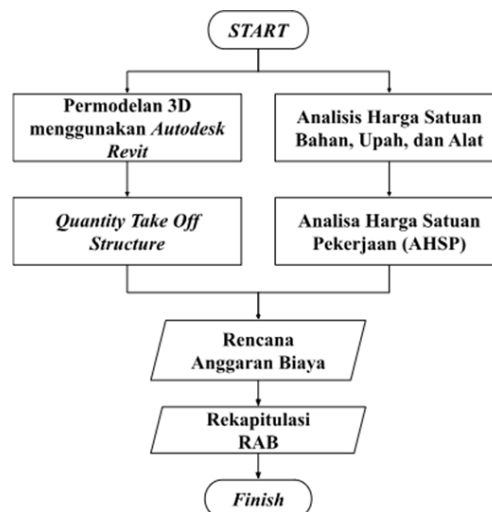 START
Permodelan 3D
menggunakan Autodesk
Revit
Analisis Harga Satuan
Bahan, Upah, dan Alat
Quantity Take Off
Structure
Analisa Harga Satuan
Pekerjaan (AHSP)
Rencana
Anggaran Biaya
Rekapitulasi
RAB
Finish